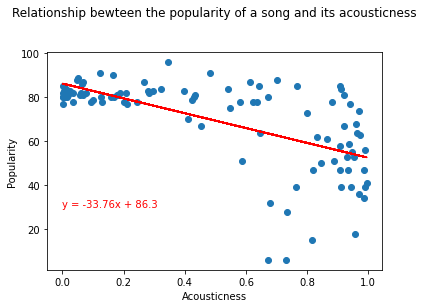 Relationship bewteen the popularity of a song and its acousticness
100
80
60
40
20
Popularity
y = -33.76x + 86.3
0.0 0.2 0.4 0.6 0.8 1.0
Acousticness